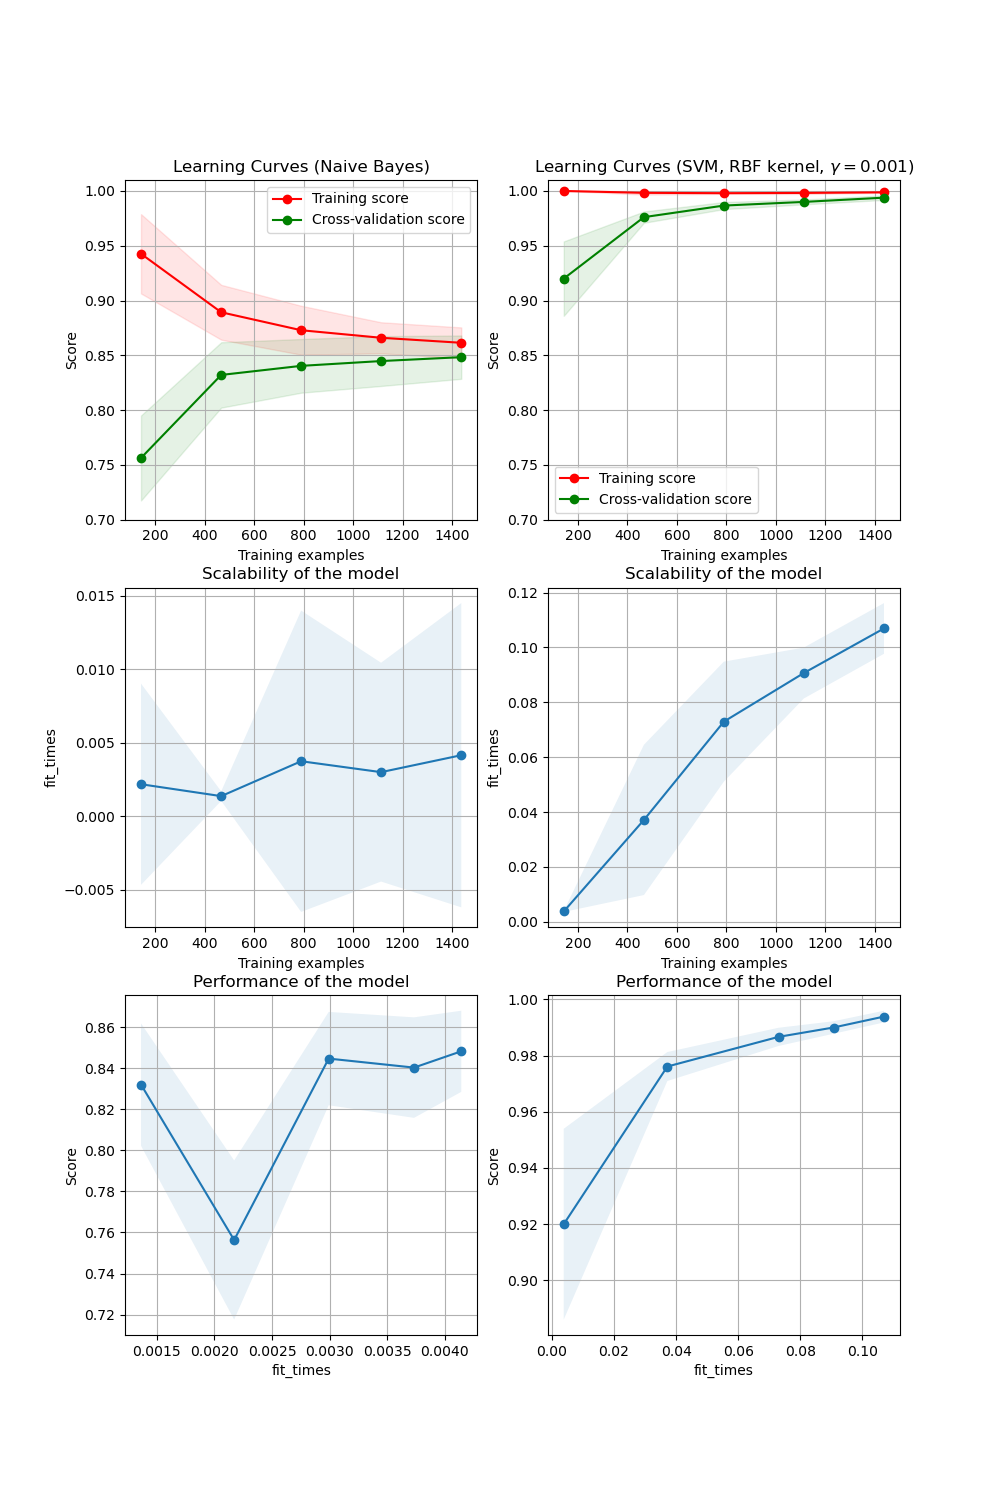 Learning Curves (Naive Bayes)
1.00
0.95
0.90
0.85
0.80
0.75
0.70
Score
Training score
Cross-validation score
200 400 600 800 1000 1200 1400
Training examples
Learning Curves (SVM, RBF kernel, γ = 0.001)
1.00
0.95
0.90
0.85
0.80
0.75
0.70
Score
Training score
Cross-validation score
200 400 600 800 1000 1200 1400
Training examples
Scalability of the model
0.015
0.010
0.005
0.000
−0.005
fit_times
200 400 600 800 1000 1200 1400
Training examples
Scalability of the model
0.12
0.10
0.08
0.06
0.04
0.02
0.00
fit_times
200 400 600 800 1000 1200 1400
Training examples
Performance of the model
0.86
0.84
0.82
0.80
0.78
0.76
0.74
0.72
Score
0.0015 0.0020 0.0025 0.0030 0.0035 0.0040
fit_times
Performance of the model
1.00
0.98
0.96
0.94
0.92
0.90
Score
0.00 0.02 0.04 0.06 0.08 0.10
fit_times